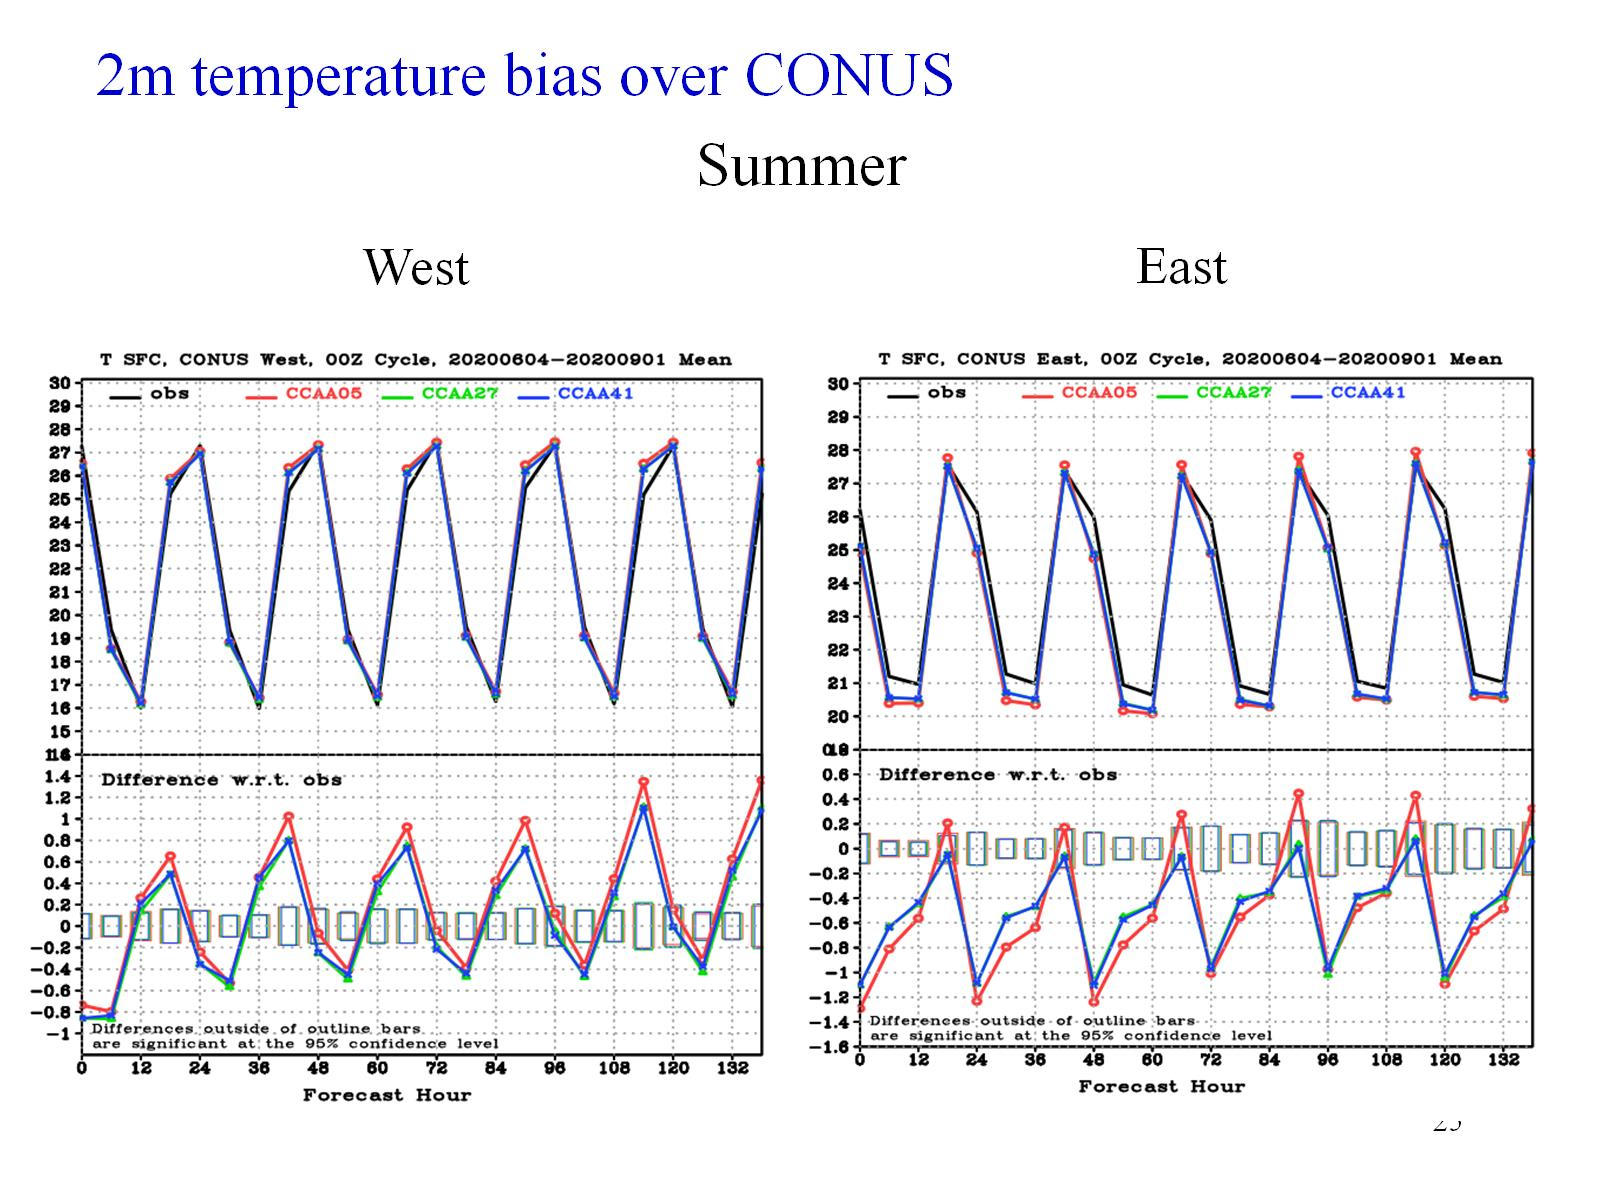 2m temperature bias over CONUS
Summer
West
East
T SFC, CONUS West, 00Z Cycle, 20200604-20200901 Mean
obs CCAA05 CCAA27 CCAA41
30
29
28
27
26
25
24
23
22
21
20
19
18
17
16
15
Difference w.r.t. obs
1.4
1.2
1
0.8
0.6
0.4
0.2
0
-0.2
-0.4
-0.6
-0.8
-1
Differences outside of outline bars
are significant at the 95% confidence level
0 12 24 36 48 60 72 84 96 108 120 132
Forecast Hour
T SFC, CONUS East, 00Z Cycle, 20200604-20200901 Mean
obs CCAA05 CCAA27 CCAA41
30
29
28
27
26
25
24
23
22
21
20
Difference w.r.t. obs
0.6
0.4
0.2
0
-0.2
-0.4
-0.6
-0.8
-1
-1.2
-1.4
-1.6
Differences outside of outline bars
are significant at the 95% confidence level
0 12 24 36 48 60 72 84 96 108 120 132
Forecast Hour